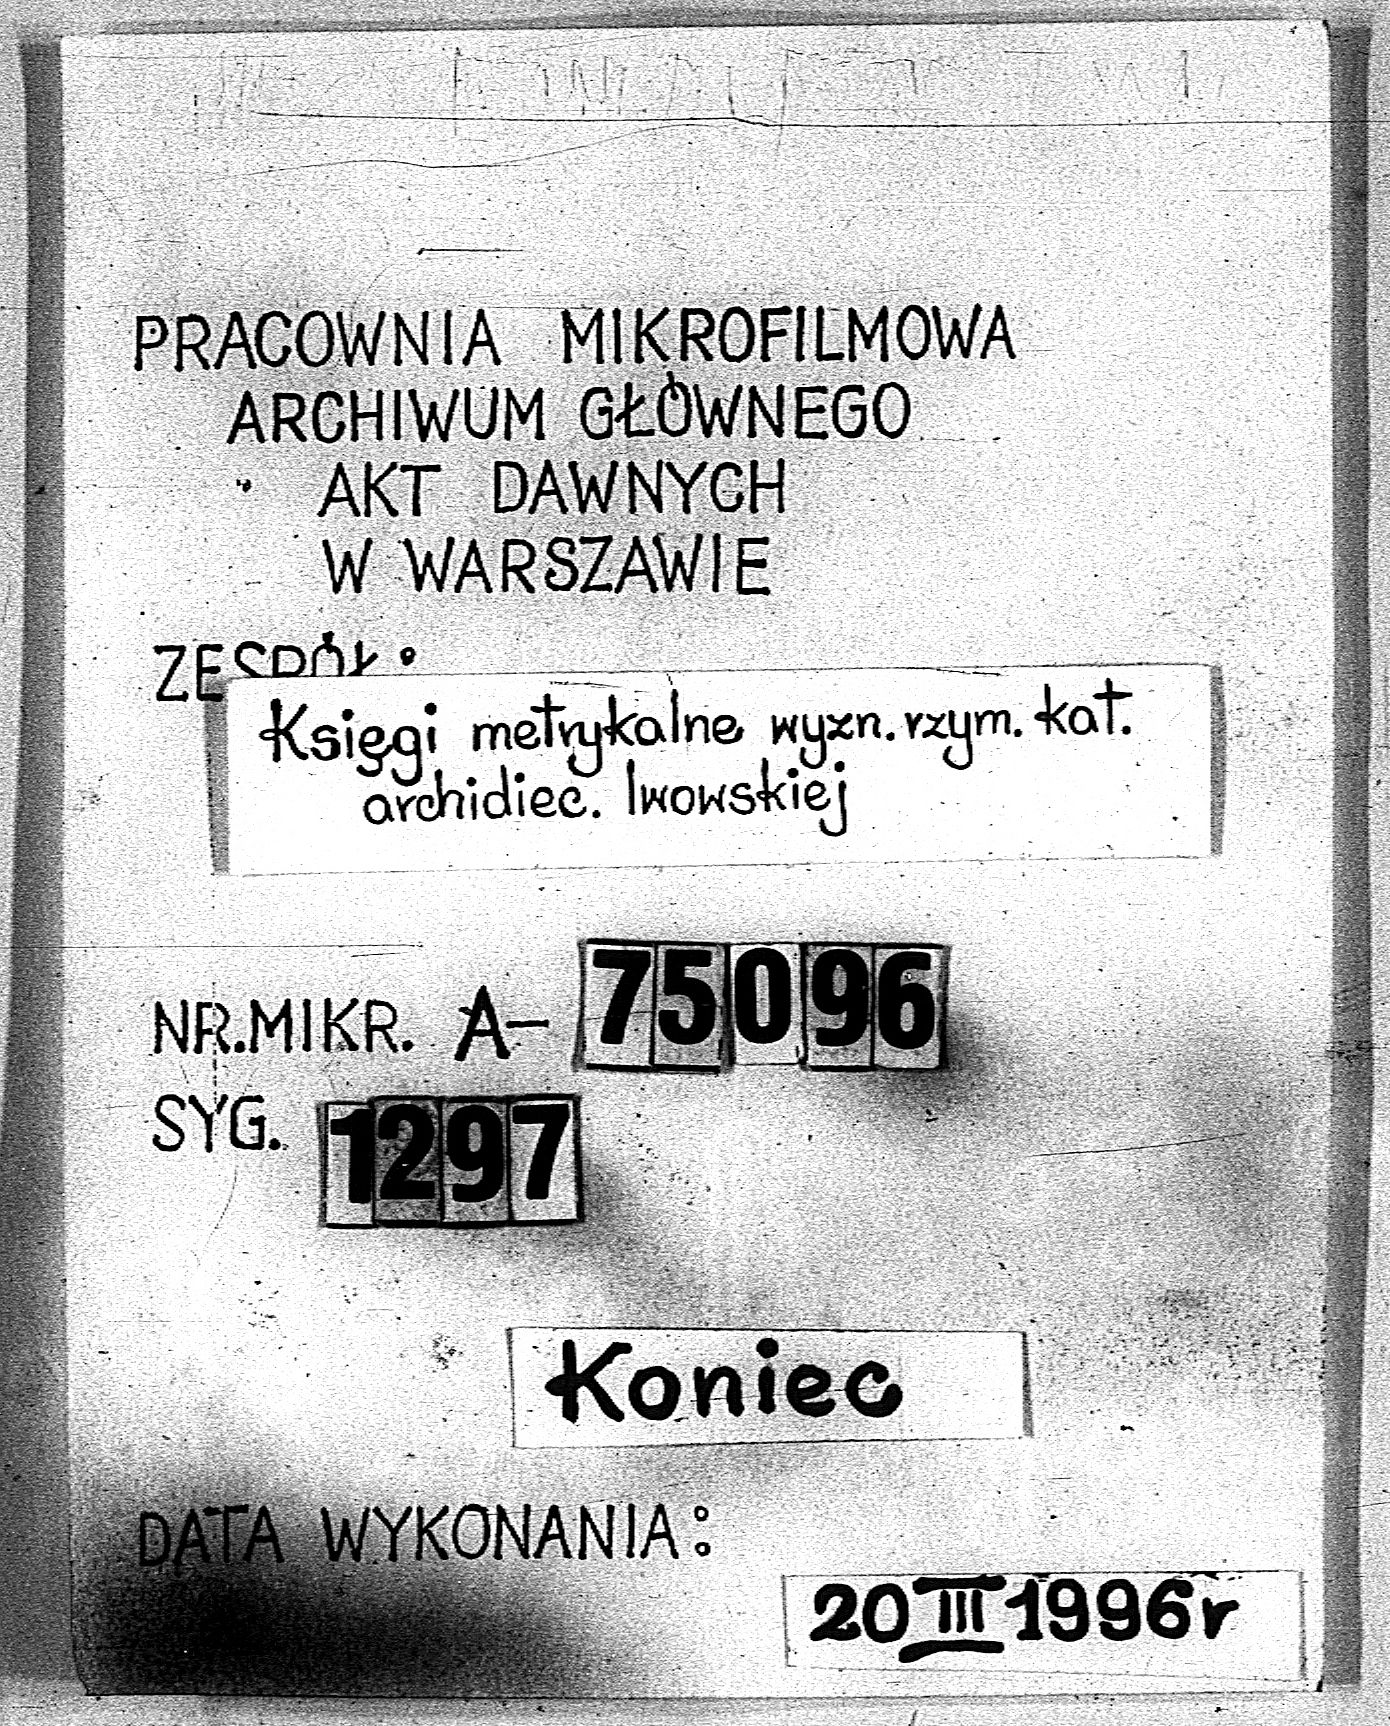 PRACOWNIA MIKROFILMOWA
ARCHIWUM GŁÓWNEGO
AKT DAWNYCH
W WARSZAWIE
ZESPÓŁ:
Księgi metrykalne wyzn. rzym. kat.
archidiec. lwowskiej
NR. MIKR. A- 75096
SYG. 1297
Koniec
DATA WYKONANIA:
20 III 1996r